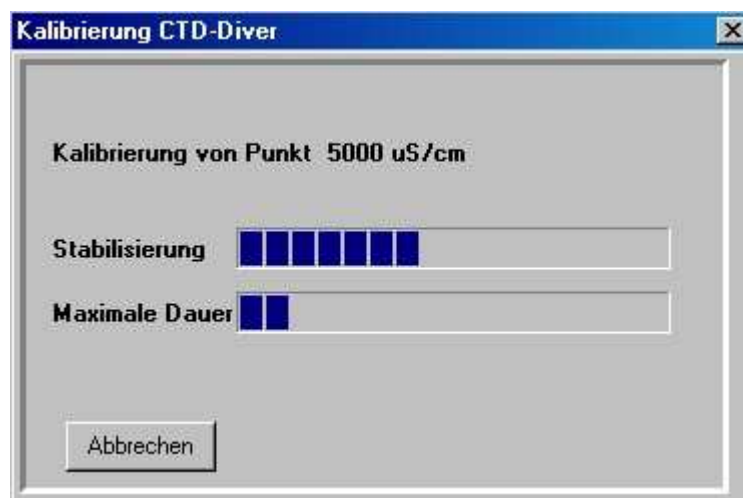 Kalibrierung CTD-Diver
Kalibrierung von Punkt 5000 uS/cm
Stabilisierung
Maximale Dauer
Abbrechen